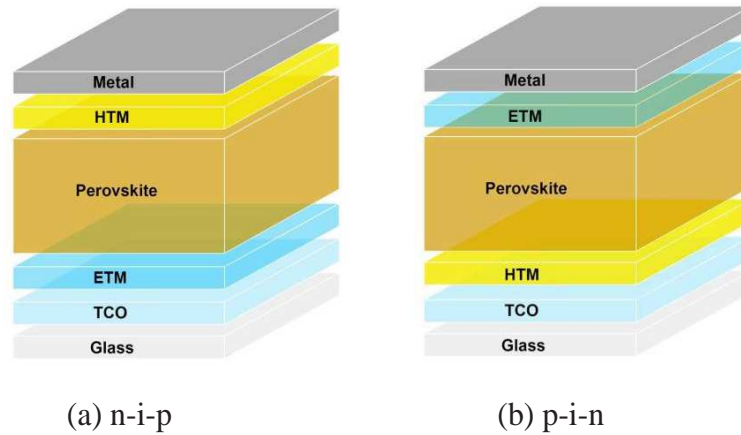 Metal
HTM
Perovskite
ETM
TCO
Glass
(a) n-i-p
Metal
ETM
Perovskite
HTM
TCO
Glass
(b) p-i-n